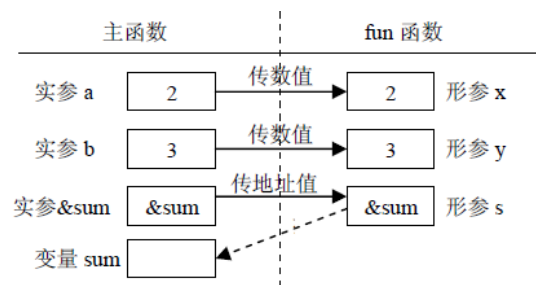 主函数 fun 函数
传数值
实参 a 2 2 形参 x
传数值
实参 b 3 3 形参 y
传地址值
实参&sum &sum &sum 形参 s
变量 sum